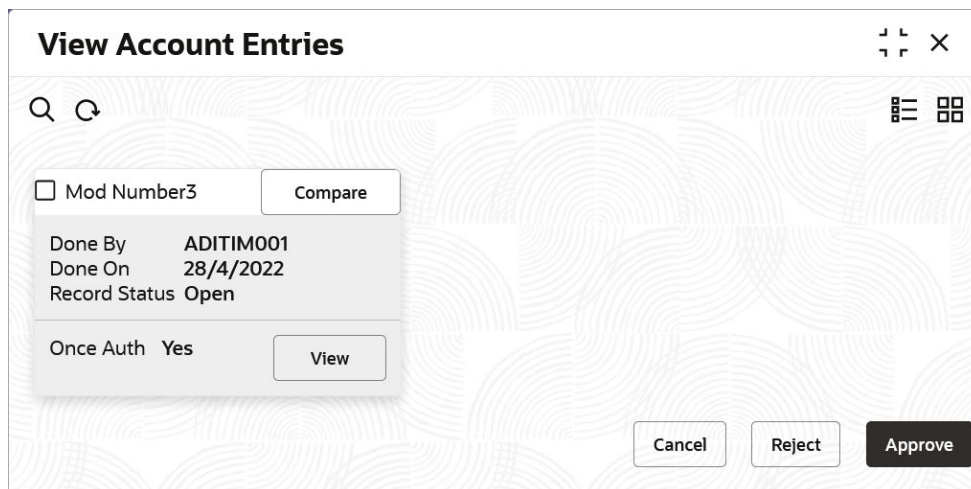 View Account Entries
Mod Number3 Compare
Done By ADITIM001
Done On 28/4/2022
Record Status Open
Once Auth Yes View
Cancel Reject Approve